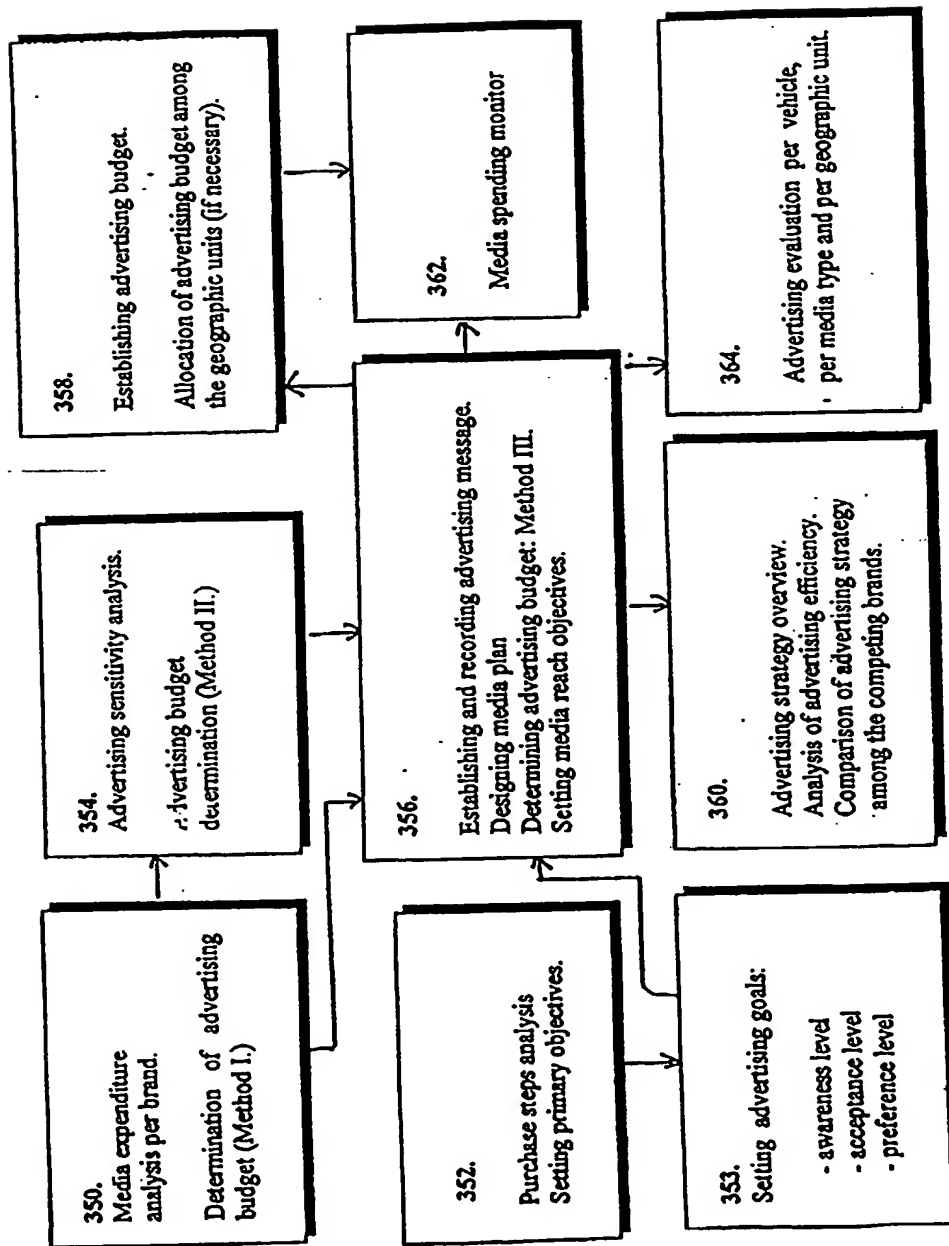 350.
Media expenditure
analysis per brand.
Determination of advertising
budget (Method I.)
354.
Advertising sensitivity analysis.
Advertising budget
determination (Method II.)
358.
Establishing advertising budget.
Allocation of advertising budget among
the geographic units (if necessary).
352.
Purchase steps analysis
Setting primary objectives.
356.
Establishing and recording advertising message.
Designing media plan
Determining advertising budget: Method III.
Setting media reach objectives.
362.
Media spending monitor
353.
Setting advertising goals:
- awareness level
- acceptance level
- preference level
360.
Advertising strategy overview.
Analysis of advertising efficiency.
Comparison of advertising strategy
among the competing brands.
364.
Advertising evaluation per vehicle,
per media type and per geographic unit.